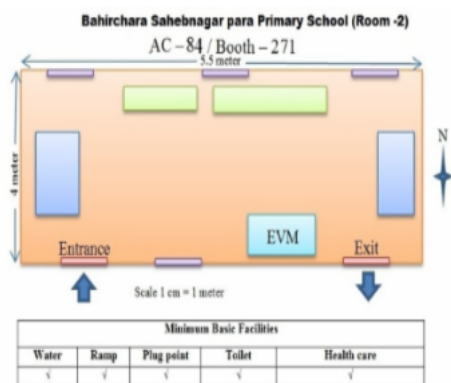 Bahirchara Sahebnagar para Primary School (Room -2)
AC – 84 / Booth – 271
5.5 meter
4 meter
N
EVM
Entrance
Exit
Scale 1 cm = 1 meter
Minimum Basic Facilities
Water Ramp Plug point Toilet Health care
√ √ √ √ √